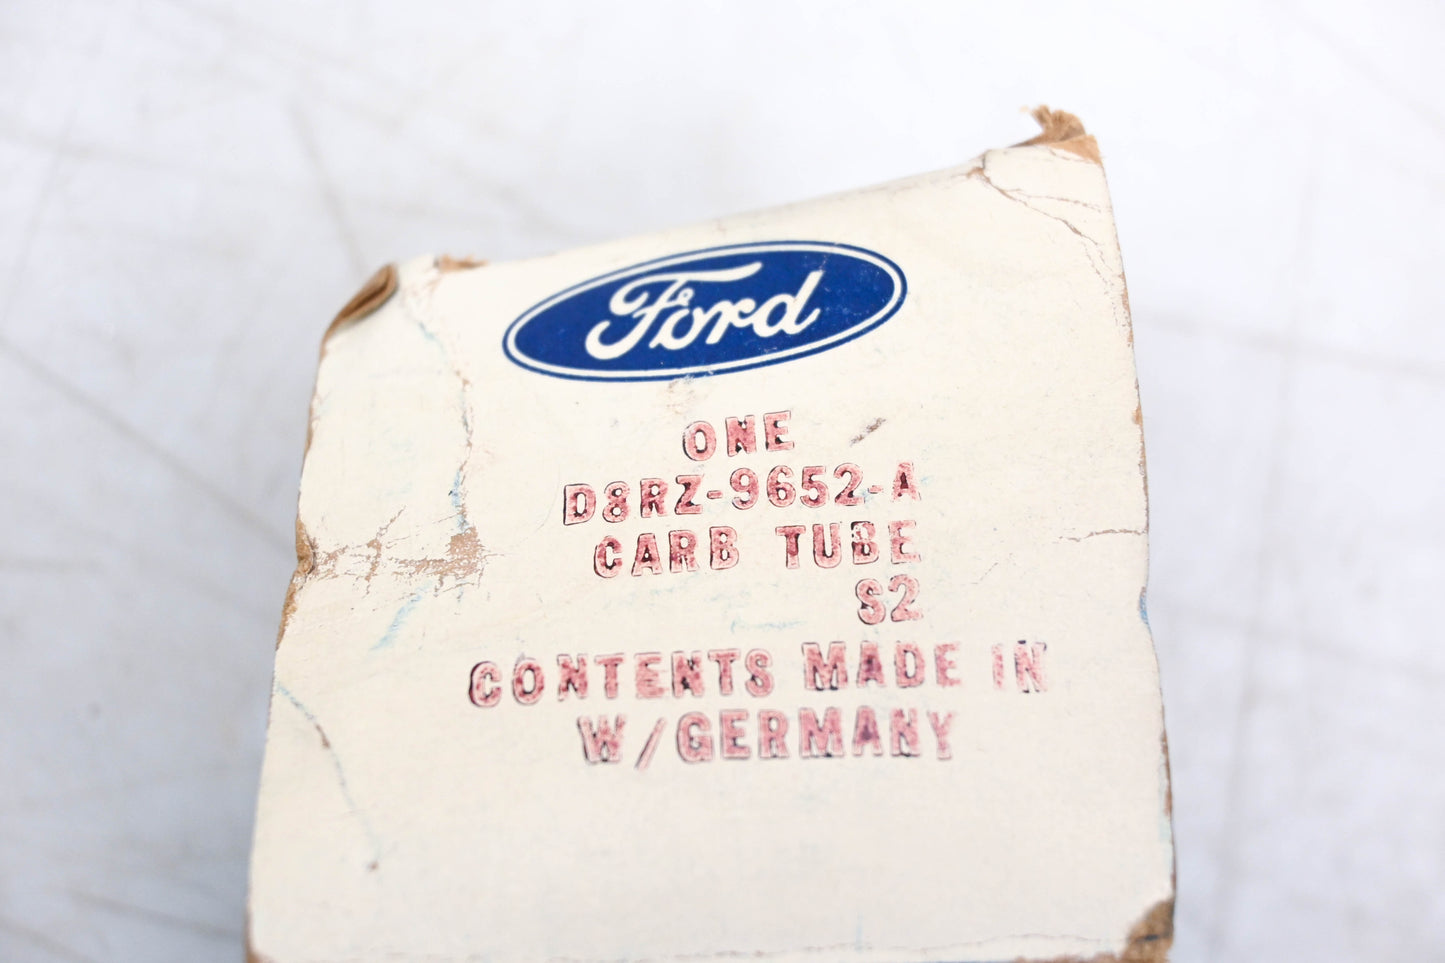 Ford
ONE
D8RZ-9652-A
CARB TUBE
S2
CONTENTS MADE IN
W/GERMANY